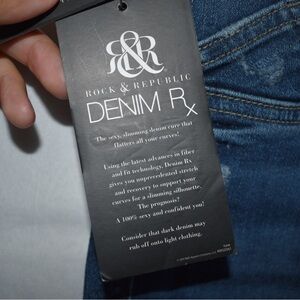 R&R
ROCK & REPUBLIC
DENIM Rx
The sexy, slimming denim cure that
flatters all your curves!
Using the latest advances in fiber
and fit technology, Denim Rx
gives you unprecedented stretch
and recovery to support your
curves for a slimming silhouette.
The prognosis?
A 100% sexy and confident you!
Consider that dark denim may
rub off onto light clothing.